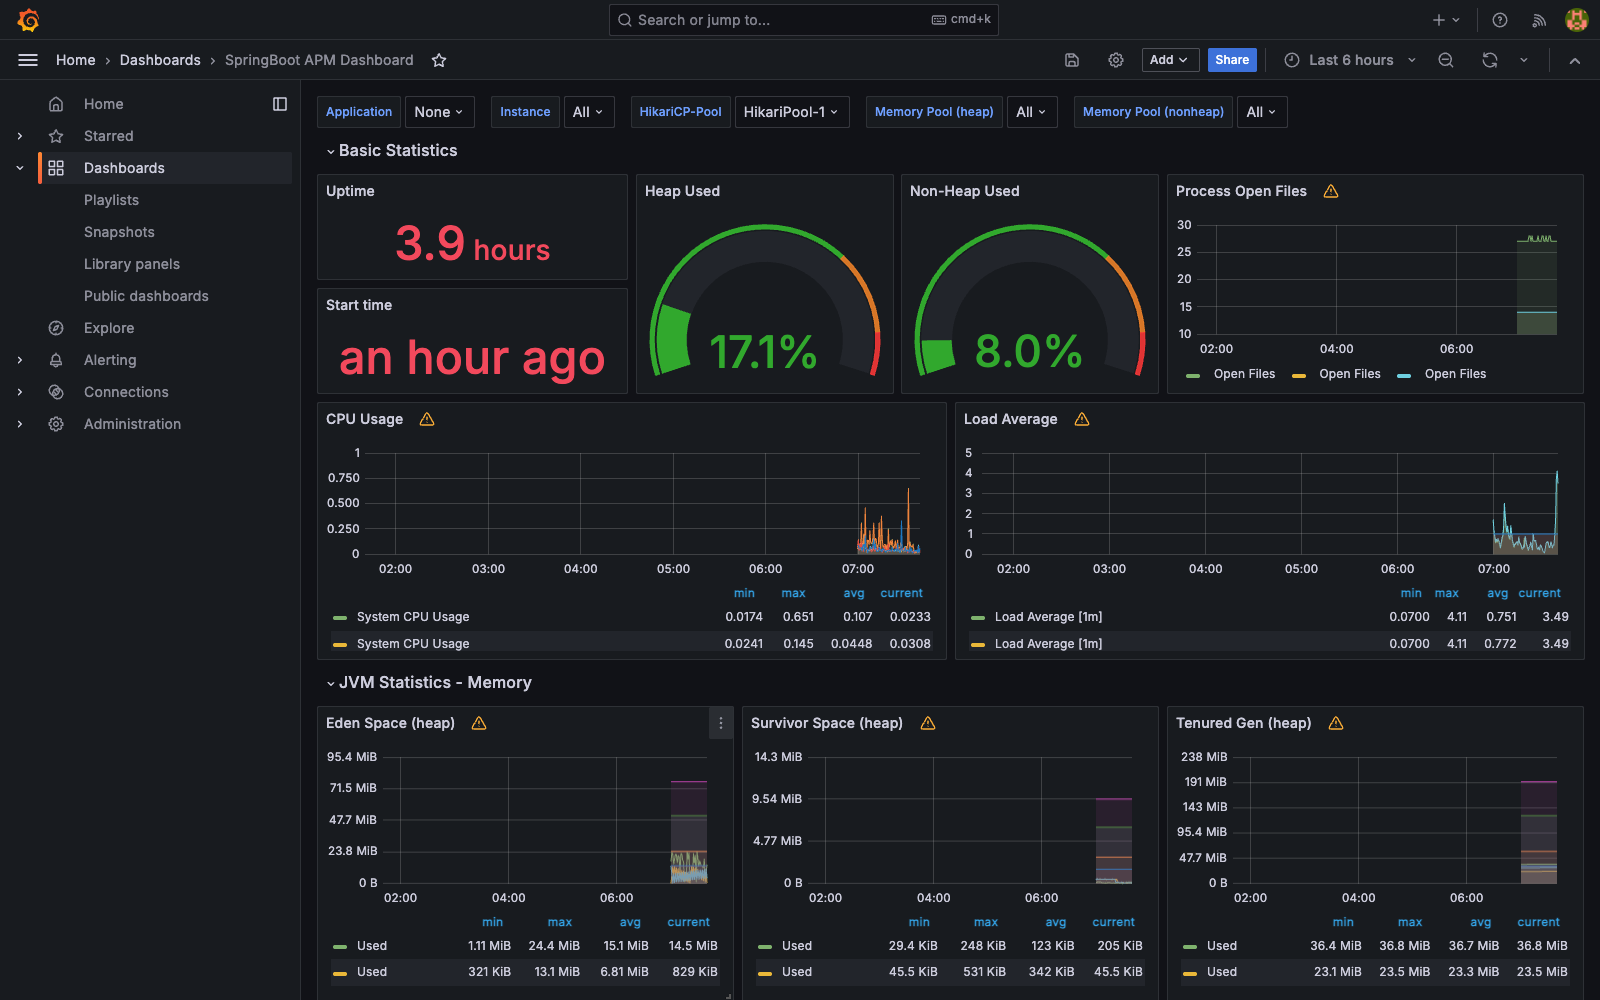 Search or jump to...
cmd+k
Home › Dashboards › SpringBoot APM Dashboard
Add
Share
Last 6 hours
Home
Starred
Dashboards
Playlists
Snapshots
Library panels
Public dashboards
Explore
Alerting
Connections
Administration
Application None Instance All HikariCP-Pool HikariPool-1 Memory Pool (heap) All Memory Pool (nonheap) All
Basic Statistics
Uptime
3.9 hours
Start time
an hour ago
Heap Used
17.1%
Non-Heap Used
8.0%
Process Open Files
30
25
20
15
10
02:00 04:00 06:00
Open Files Open Files Open Files
CPU Usage
1
0.750
0.500
0.250
0
02:00 03:00 04:00 05:00 06:00 07:00
min max avg current
System CPU Usage 0.0174 0.651 0.107 0.0233
System CPU Usage 0.0241 0.145 0.0448 0.0308
Load Average
5
4
3
2
1
0
02:00 03:00 04:00 05:00 06:00 07:00
min max avg current
Load Average [1m] 0.0700 4.11 0.751 3.49
Load Average [1m] 0.0700 4.11 0.772 3.49
JVM Statistics - Memory
Eden Space (heap)
95.4 MiB
71.5 MiB
47.7 MiB
23.8 MiB
0 B
02:00 04:00 06:00
min max avg current
Used 1.11 MiB 24.4 MiB 15.1 MiB 14.5 MiB
Used 321 KiB 13.1 MiB 6.81 MiB 829 KiB
Survivor Space (heap)
14.3 MiB
9.54 MiB
4.77 MiB
0 B
02:00 04:00 06:00
min max avg current
Used 29.4 KiB 248 KiB 123 KiB 205 KiB
Used 45.5 KiB 531 KiB 342 KiB 45.5 KiB
Tenured Gen (heap)
238 MiB
191 MiB
143 MiB
95.4 MiB
47.7 MiB
0 B
02:00 04:00 06:00
min max avg current
Used 36.4 MiB 36.8 MiB 36.7 MiB 36.8 MiB
Used 23.1 MiB 23.5 MiB 23.3 MiB 23.5 MiB